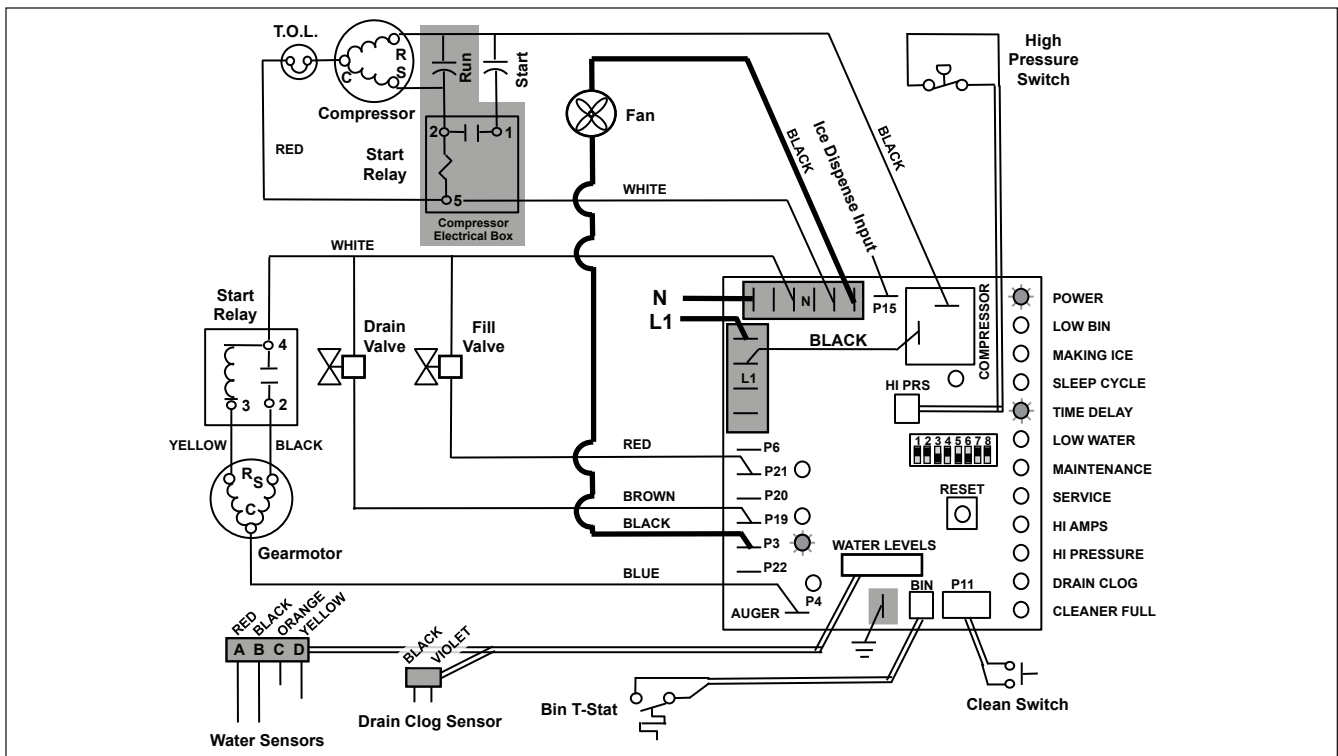 T.O.L.
R
S
C
Compressor
Run
Start
RED
2
1
Start
Relay
5
Compressor
Electrical Box
Fan
BLACK
Ice Dispense Input
BLACK
High
Pressure
Switch
WHITE
WHITE
N
L1
N
P15
COMPRESSOR
BLACK
L1
HI PRS
POWER
LOW BIN
MAKING ICE
SLEEP CYCLE
TIME DELAY
LOW WATER
MAINTENANCE
SERVICE
HI AMPS
HI PRESSURE
DRAIN CLOG
CLEANER FULL
Start
Relay
4
3
2
Drain
Valve
Fill
Valve
YELLOW
BLACK
R
S
C
Gearmotor
RED
BROWN
BLACK
BLUE
P6
P21
P20
P19
P3
P22
P4
AUGER
1 2 3 4 5 6 7 8
RESET
WATER LEVELS
BIN
P11
RED
BLACK
ORANGE
YELLOW
A B C D
Water Sensors
BLACK
VIOLET
Drain Clog Sensor
Bin T-Stat
Clean Switch